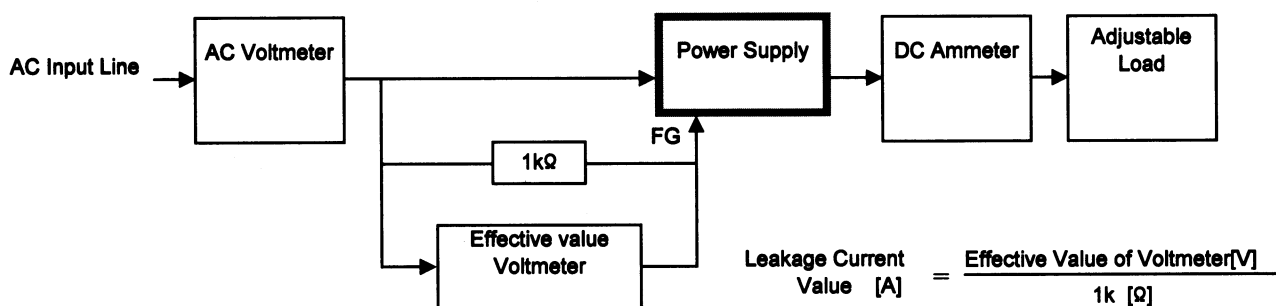 AC Input Line
AC Voltmeter
Power Supply
DC Ammeter
Adjustable
Load
FG
1kΩ
Effective value
Voltmeter
Leakage Current
Value [A]
= Effective Value of Voltmeter[V]
1k [Ω]